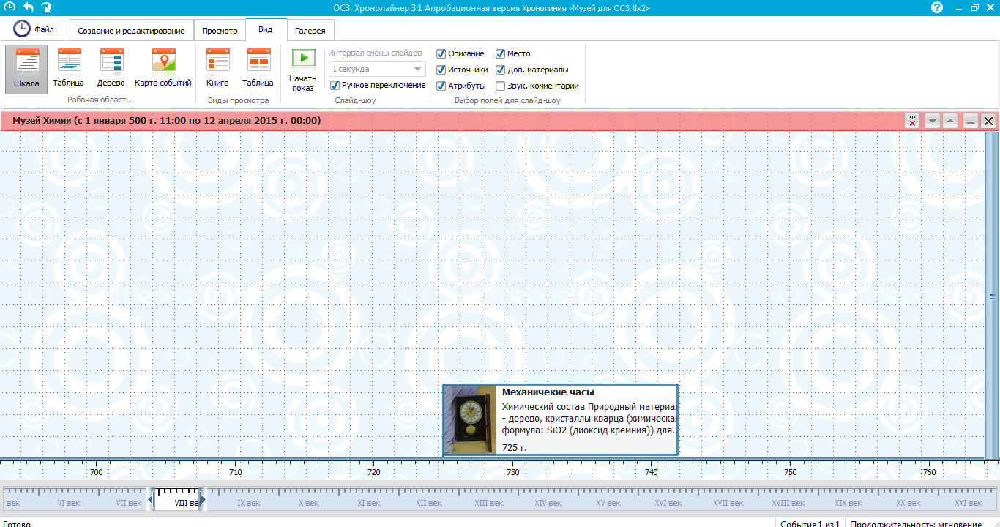 ОС3. Хронолайнер 3.1 Апробационная версия Хронолиния «Музей для ОС3.tlx2»
Файл
Создание и редактирование
Просмотр
Вид
Галерея
Шкала
Таблица
Дерево
Карта событий
Рабочая область
Книга
Таблица
Виды просмотра
Начать показ
Интервал смены слайдов
1 секунда
Ручное переключение
Слайд-шоу
Описание
Место
Источники
Доп. материалы
Атрибуты
Звук. комментарии
Выбор полей для слайд-шоу
Музей Химии (с 1 января 500 г. 11:00 по 12 апреля 2015 г. 00:00)
Механичекие часы
Химический состав Природный материал
- дерево, кристаллы кварца (химическая
формула: SiO2 (диоксид кремния)) для..
725 г.
700 710 720 730 740 750 760
век VI век VII век VIII ве IX век X век XI век XII век XIII век XIV век XV век XVI век XVII век XVIII век XIX век XX век XXI век
Готово
Событие 1 из 1
Продолжительность: мгновение